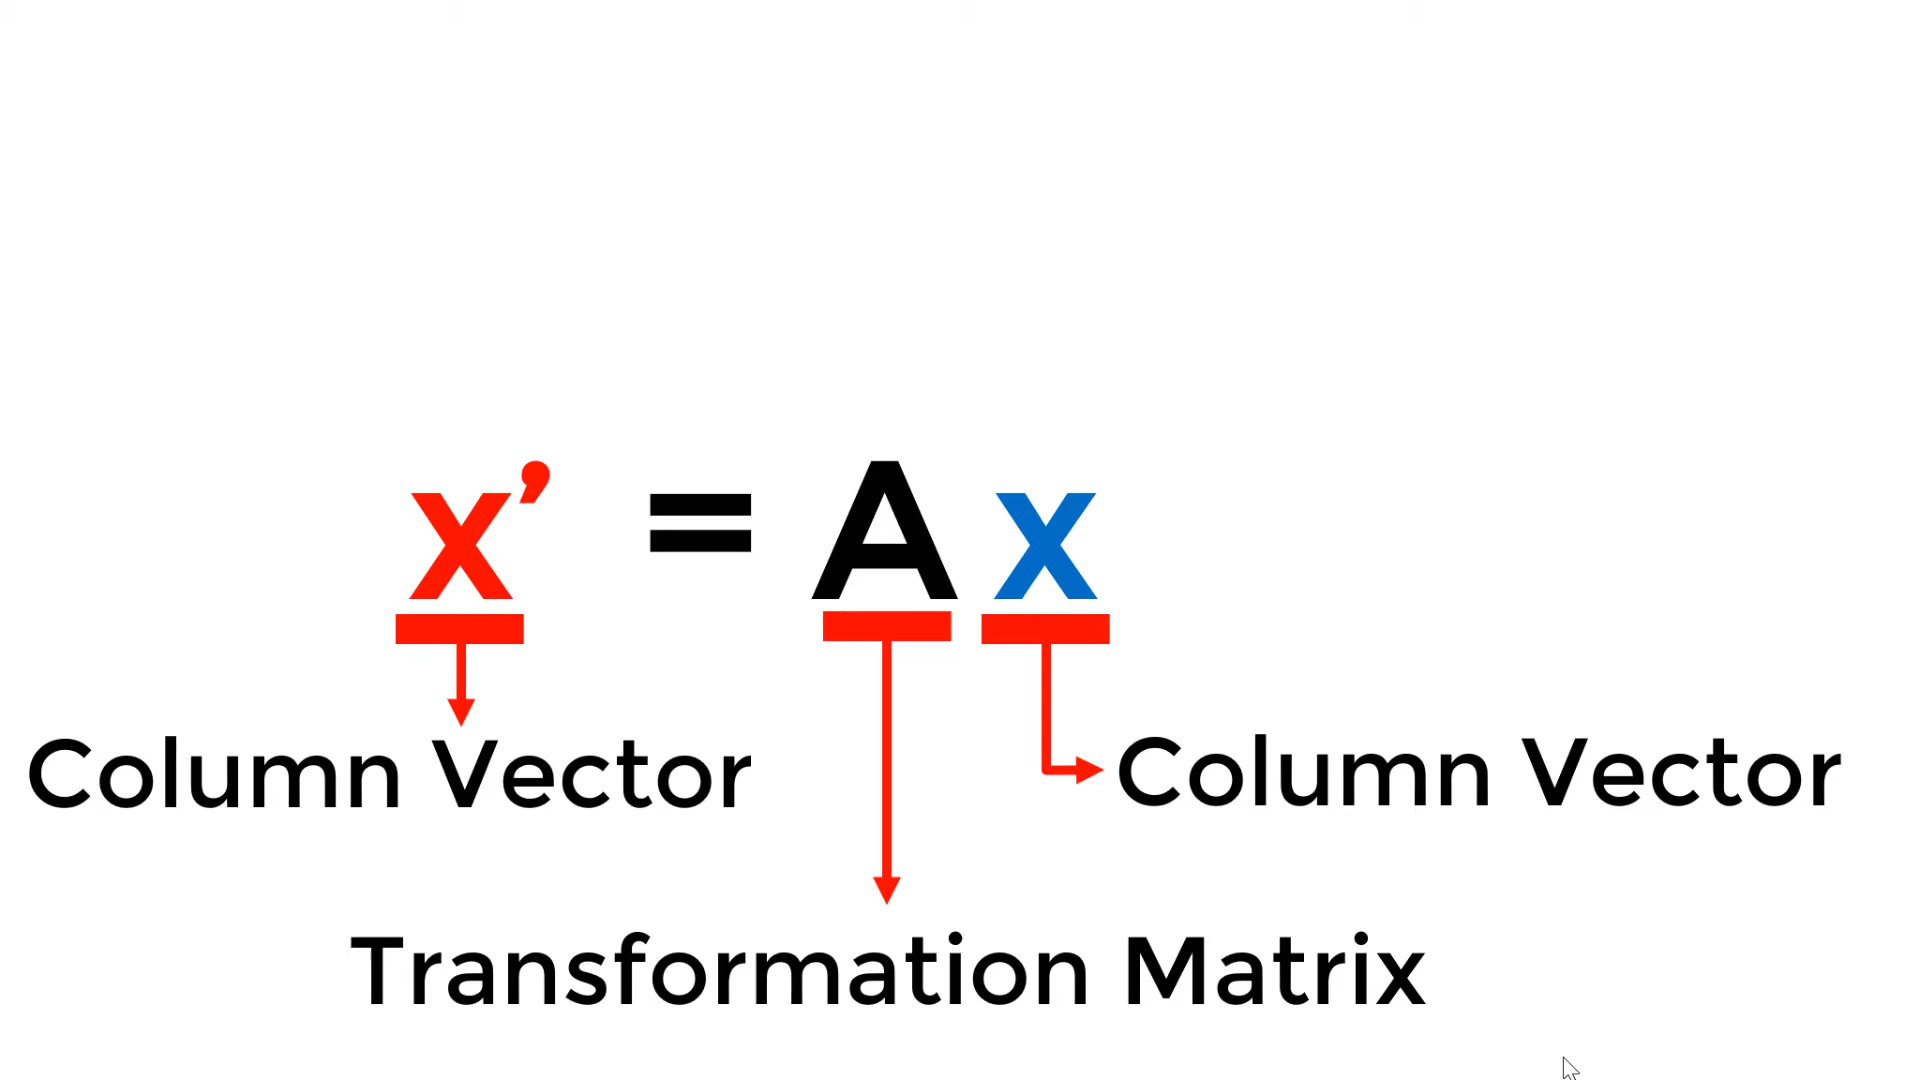 x’ = A x
Column Vector
Column Vector
Transformation Matrix